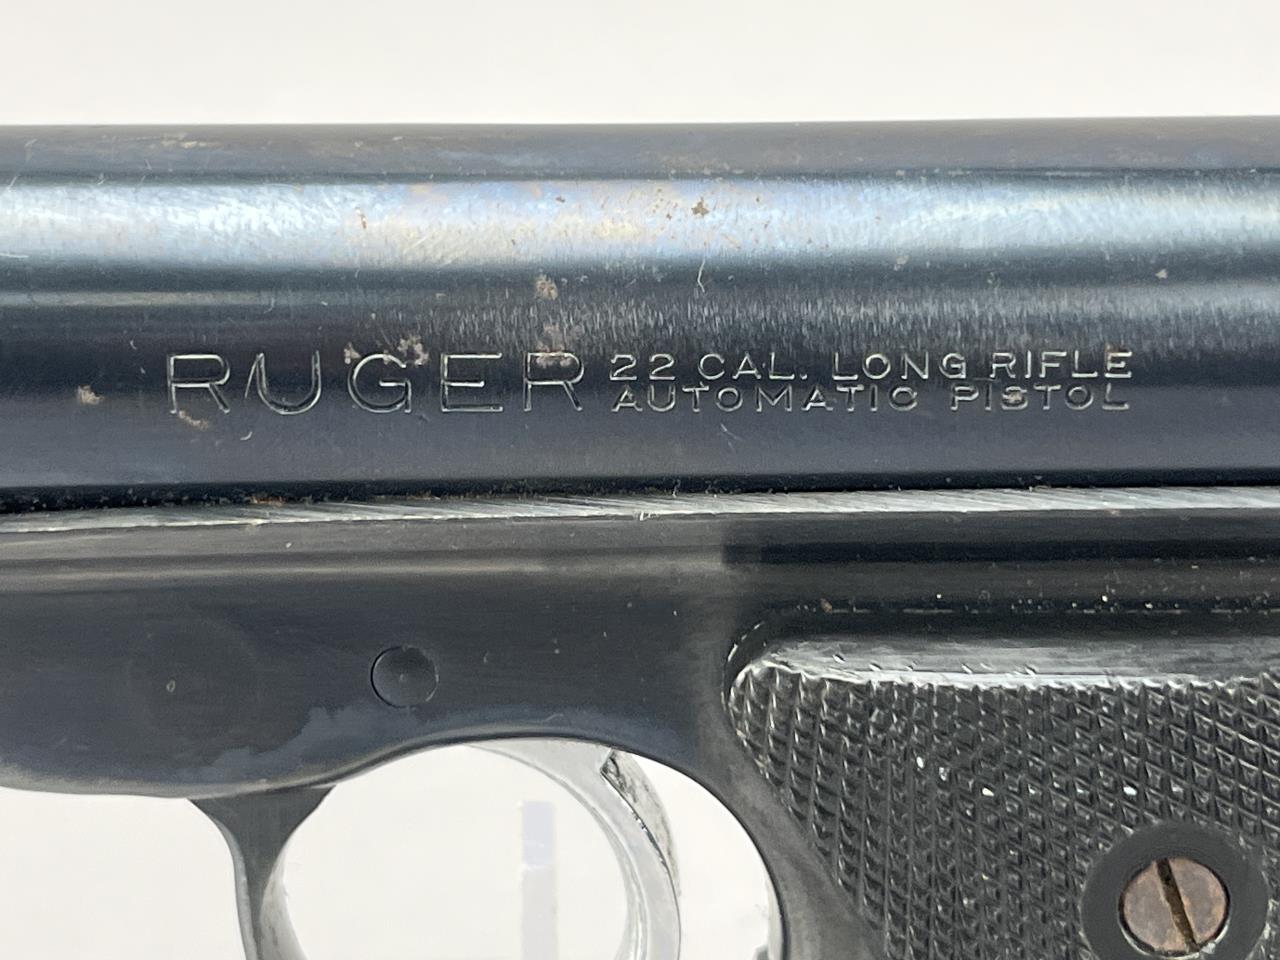 RUGER 22 CAL. LONG RIFLE
AUTOMATIC PISTOL